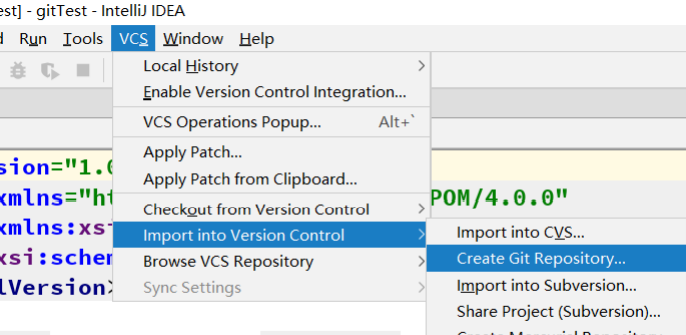 est] - gitTest - IntelliJ IDEA
Run Tools VCS Window Help
Local History
Enable Version Control Integration...
VCS Operations Popup... Alt+`
Apply Patch...
Apply Patch from Clipboard...
Checkout from Version Control
Import into Version Control
Browse VCS Repository
Sync Settings
Import into CVS...
Create Git Repository...
Import into Subversion...
Share Project (Subversion)...
sion="1.0
xmlns="ht
POM/4.0.0"
xmlns:xsi
xsi:schem
lVersion>